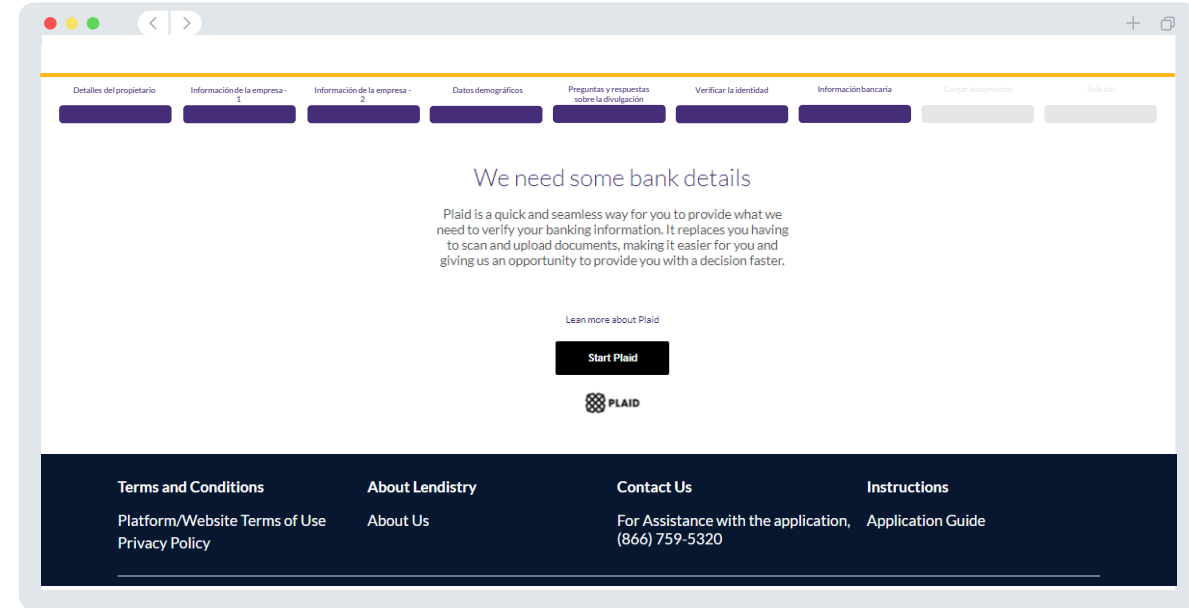 Detalles del propietario
Información de la empresa -
1
Información de la empresa -
2
Datos demográficos
Preguntas y respuestas
sobre la divulgación
Verificar la identidad
Información bancaria
Cargar documentos
Solicitar
We need some bank details
Plaid is a quick and seamless way for you to provide what we
need to verify your banking information. It replaces you having
to scan and upload documents, making it easier for you and
giving us an opportunity to provide you with a decision faster.
Lean more about Plaid
Start Plaid
PLAID
Terms and Conditions
Platform/Website Terms of Use
Privacy Policy
About Lendistry
About Us
Contact Us
For Assistance with the application,
(866) 759-5320
Instructions
Application Guide